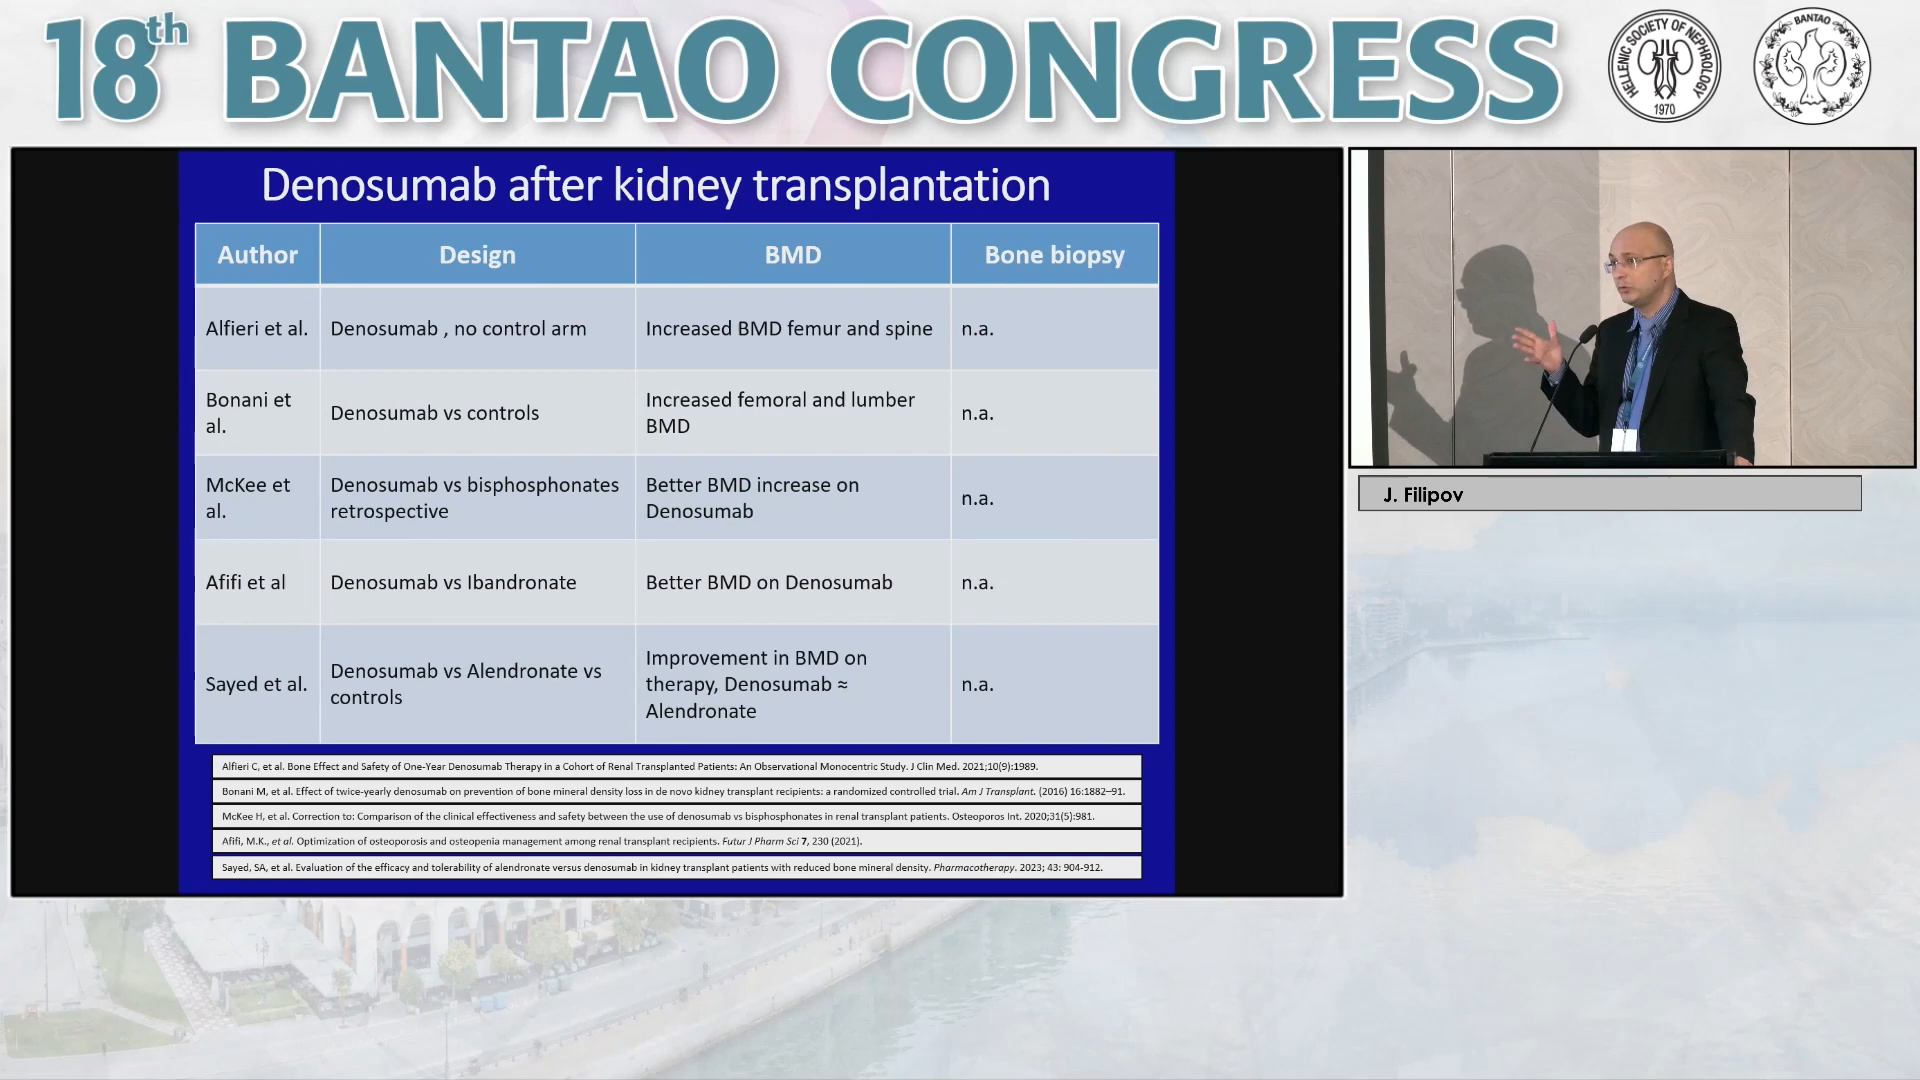 18th BANTAO CONGRESS
HELLENIC SOCIETY OF NEPHROLOGY
1970
BANTAO
Denosumab after kidney transplantation
Author Design BMD Bone biopsy
Alfieri et al. Denosumab , no control arm Increased BMD femur and spine n.a.
Bonani et al. Denosumab vs controls Increased femoral and lumber BMD n.a.
McKee et al. Denosumab vs bisphosphonates retrospective Better BMD increase on Denosumab n.a.
Afifi et al Denosumab vs Ibandronate Better BMD on Denosumab n.a.
Sayed et al. Denosumab vs Alendronate vs controls Improvement in BMD on therapy, Denosumab ≈ Alendronate n.a.
Alfieri C, et al. Bone Effect and Safety of One-Year Denosumab Therapy in a Cohort of Renal Transplanted Patients: An Observational Monocentric Study. J Clin Med. 2021;10(9):1989.
Bonani M, et al. Effect of twice-yearly denosumab on prevention of bone mineral density loss in de novo kidney transplant recipients: a randomized controlled trial. Am J Transplant. (2016) 16:1882–91.
McKee H, et al. Correction to: Comparison of the clinical effectiveness and safety between the use of denosumab vs bisphosphonates in renal transplant patients. Osteoporos Int. 2020;31(5):981.
Afifi, M.K., et al. Optimization of osteoporosis and osteopenia management among renal transplant recipients. Futur J Pharm Sci 7, 230 (2021).
Sayed, SA, et al. Evaluation of the efficacy and tolerability of alendronate versus denosumab in kidney transplant patients with reduced bone mineral density. Pharmacotherapy. 2023; 43: 904-912.
J. Filipov